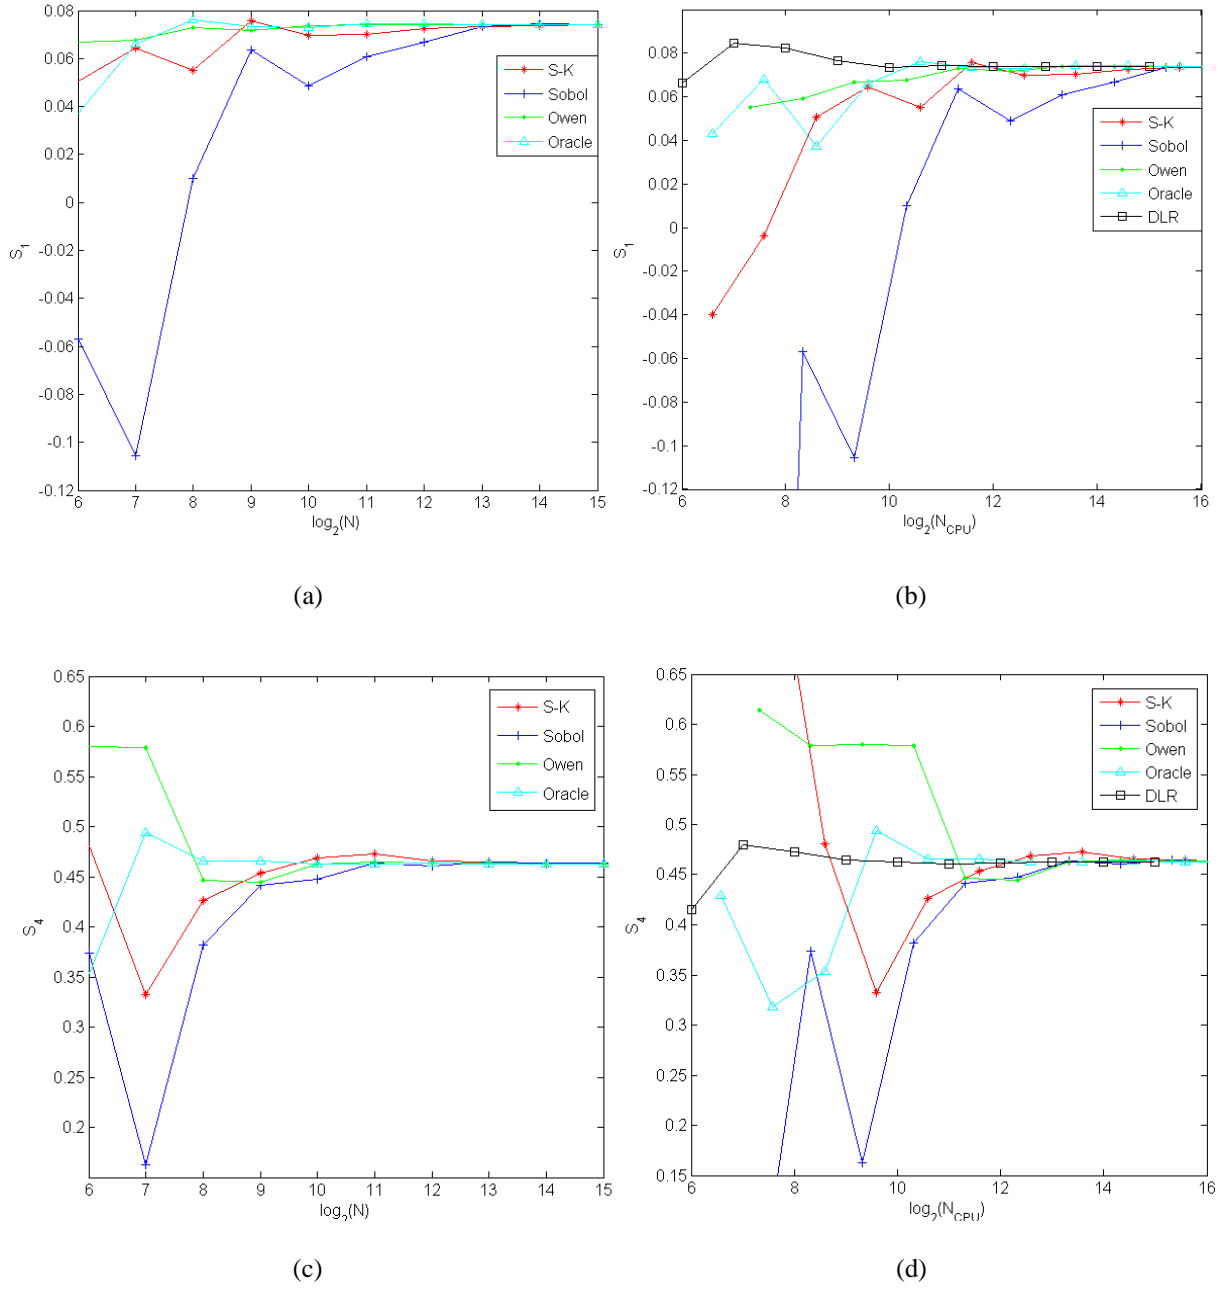 0.08
0.06
0.04
0.02
0
-0.02
-0.04
-0.06
-0.08
-0.1
-0.12
S1
6 7 8 9 10 11 12 13 14 15
log2(N)
S-K
Sobol
Owen
Oracle
(a)
0.1
0.08
0.06
0.04
0.02
0
-0.02
-0.04
-0.06
-0.08
-0.1
-0.12
S1
6 8 10 12 14 16
log2(NCPU)
S-K
Sobol
Owen
Oracle
DLR
(b)
0.65
0.6
0.55
0.5
0.45
0.4
0.35
0.3
0.25
0.2
S4
6 7 8 9 10 11 12 13 14 15
log2(N)
S-K
Sobol
Owen
Oracle
(c)
0.65
0.6
0.55
0.5
0.45
0.4
0.35
0.3
0.25
0.2
0.15
S4
6 8 10 12 14 16
log2(NCPU)
S-K
Sobol
Owen
Oracle
DLR
(d)